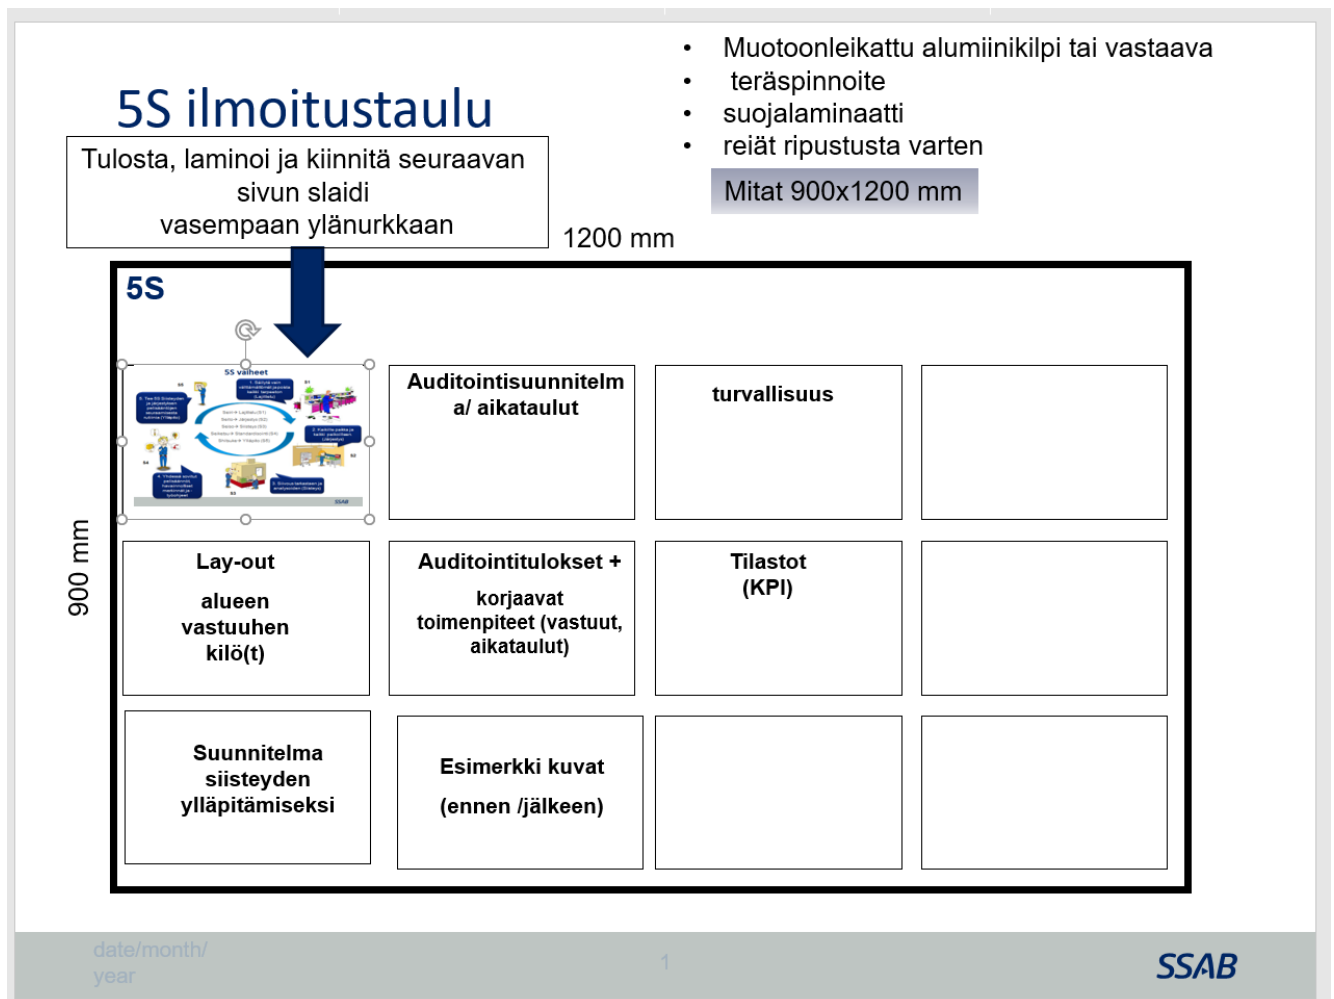 5S ilmoitustaulu
• Muotoonleikattu alumiinikilpi tai vastaava
• teräspinnoite
• suojalaminaatti
• reiät ripustusta varten
Mitat 900x1200 mm
Tulosta, laminoi ja kiinnitä seuraavan
sivun slaidi
vasempaan ylänurkkaan
1200 mm
900 mm
5S
5S vaiheet
Auditointisuunnitelm
a/ aikataulut
turvallisuus
Lay-out
alueen
vastuuhen
kilö(t)
Auditointitulokset +
korjaavat
toimenpiteet (vastuut,
aikataulut)
Tilastot
(KPI)
Suunnitelma
siisteyden
ylläpitämiseksi
Esimerkki kuvat
(ennen /jälkeen)
date/month/
year
1
SSAB